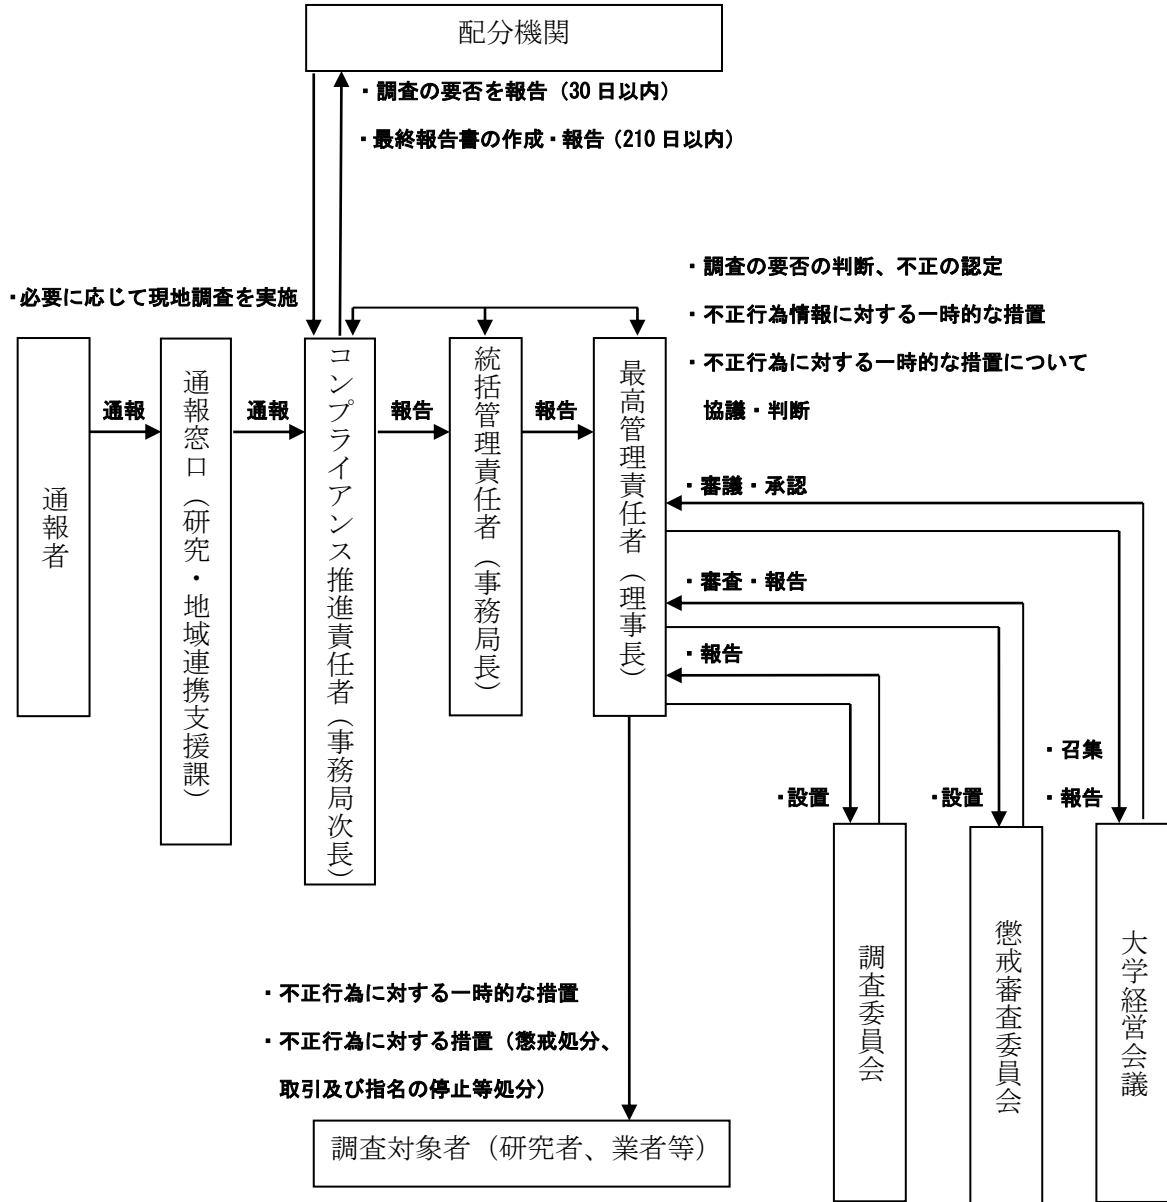 配分機関
・調査の要否を報告（30 日以内）
・最終報告書の作成・報告（210 日以内）
・調査の要否の判断、不正の認定
・必要に応じて現地調査を実施
・不正行為情報に対する一時的な措置
・不正行為に対する一時的な措置について
協議・判断
通報者
通報
通報窓口（研究・地域連携支援課）
通報
コンプライアンス推進責任者（事務局次長）
報告
統括管理責任者（事務局長）
報告
最高管理責任者（理事長）
・審議・承認
・審査・報告
・報告
・召集
・報告
・設置
・設置
調査委員会
懲戒審査委員会
大学経営会議
・不正行為に対する一時的な措置
・不正行為に対する措置（懲戒処分、
取引及び指名の停止等処分）
調査対象者（研究者、業者等）